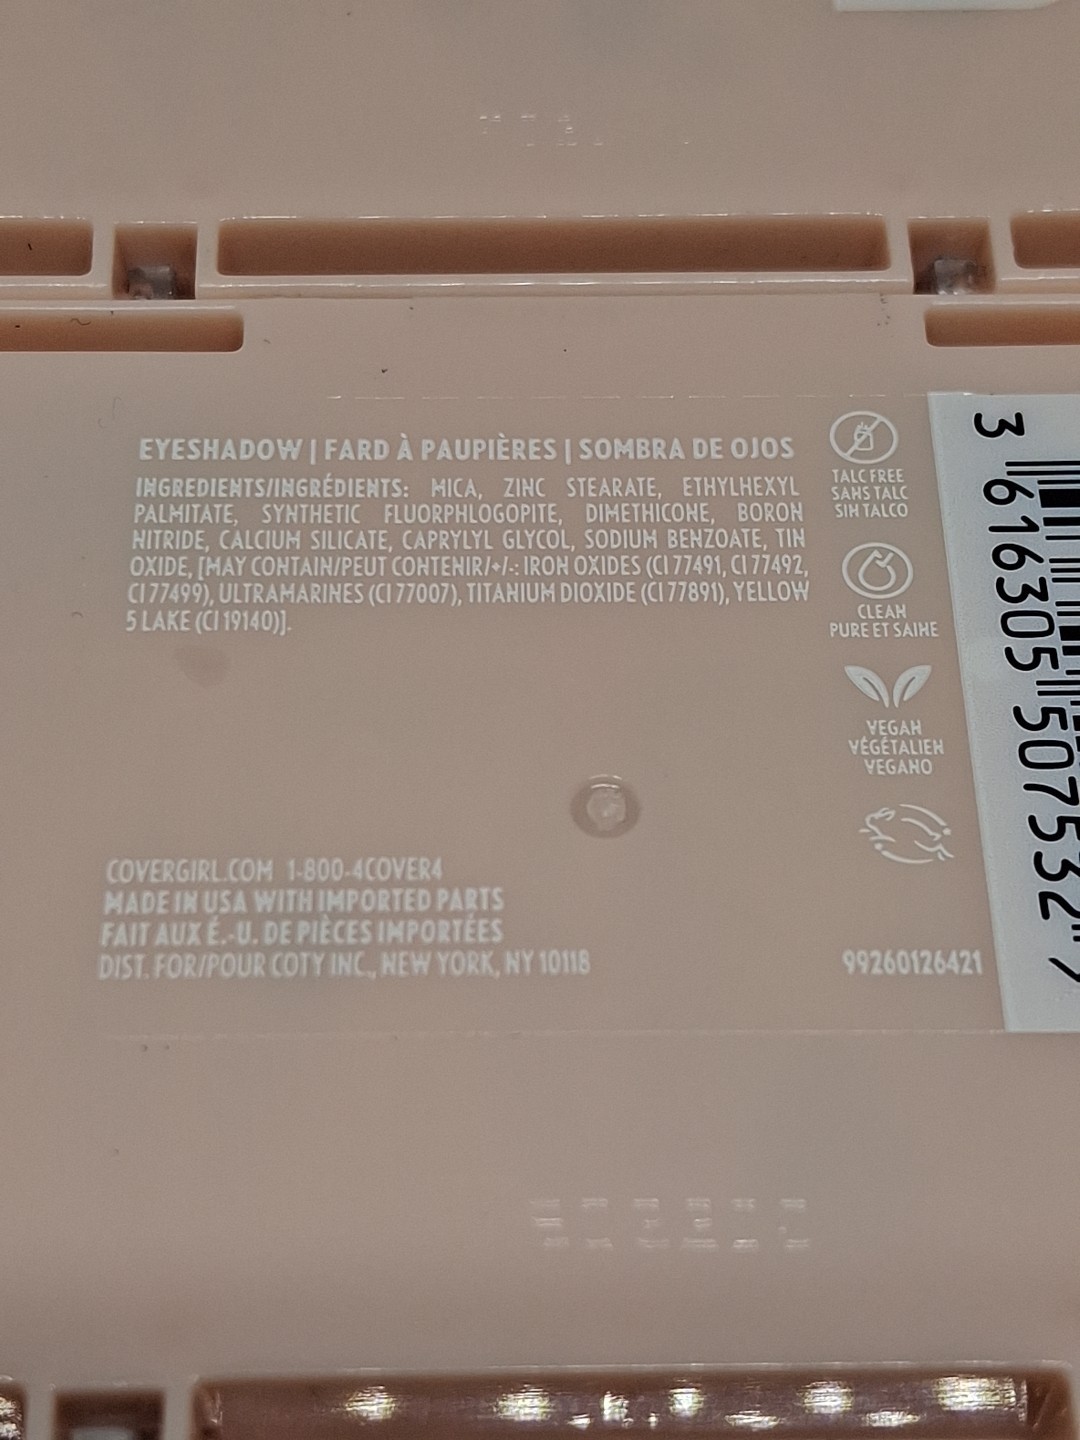 EYESHADOW | FARD À PAUPIÈRES | SOMBRA DE OJOS
INGREDIENTS/INGRÉDIENTS: MICA, ZINC STEARATE, ETHYLHEXYL
PALMITATE, SYNTHETIC FLUORPHLOGOPITE, DIMETHICONE, BORON
NITRIDE, CALCIUM SILICATE, CAPRYLYL GLYCOL, SODIUM BENZOATE, TIN
OXIDE, [MAY CONTAIN/PEUT CONTENIR/+/-: IRON OXIDES (CI 77491, CI 77492,
CI 77499), ULTRAMARINES (CI 77007), TITANIUM DIOXIDE (CI 77891), YELLOW
5 LAKE (CI 19140)].
TALC FREE
SANS TALC
SIN TALCO
CLEAN
PURE ET SAINE
VEGAN
VÉGÉTALIEN
VEGANO
COVERGIRL.COM 1-800-4COVER4
MADE IN USA WITH IMPORTED PARTS
FAIT AUX É.-U. DE PIÈCES IMPORTÉES
DIST. FOR/POUR COTY INC., NEW YORK, NY 10118
99260126421
3 616305 507532